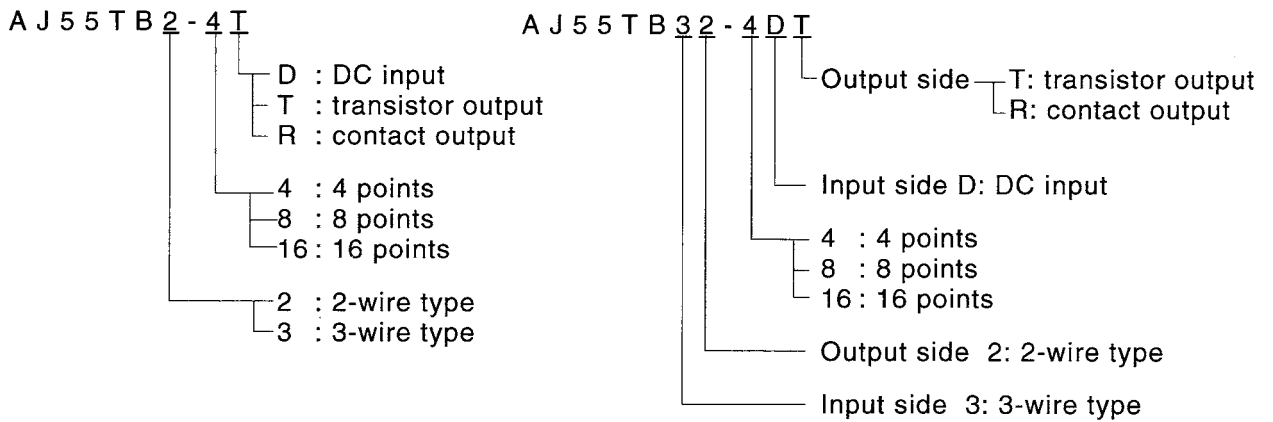 AJ55TB2-4T
D : DC input
T : transistor output
R : contact output
4 : 4 points
8 : 8 points
16 : 16 points
2 : 2-wire type
3 : 3-wire type
AJ55TB32-4DT
Output side T: transistor output
R: contact output
Input side D: DC input
4 : 4 points
8 : 8 points
16 : 16 points
Output side 2: 2-wire type
Input side 3: 3-wire type